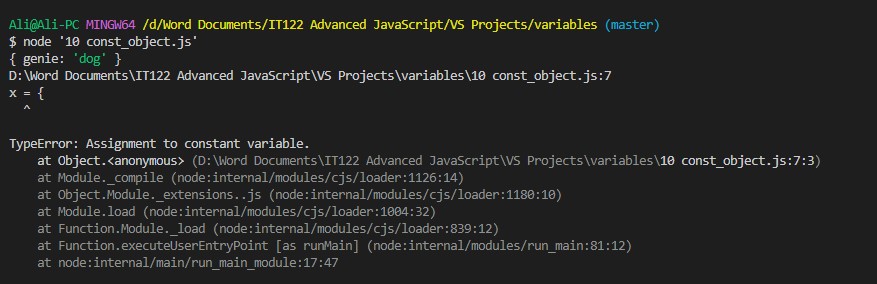 Ali@Ali-PC MINGW64 /d/Word Documents/IT122 Advanced JavaScript/VS Projects/variables (master)
$ node '10 const_object.js'
{ genie: 'dog' }
D:\Word Documents\IT122 Advanced JavaScript\VS Projects\variables\10 const_object.js:7
x = {
  ^

TypeError: Assignment to constant variable.
    at Object.<anonymous> (D:\Word Documents\IT122 Advanced JavaScript\VS Projects\variables\10 const_object.js:7:3)
    at Module._compile (node:internal/modules/cjs/loader:1126:14)
    at Object.Module._extensions..js (node:internal/modules/cjs/loader:1180:10)
    at Module.load (node:internal/modules/cjs/loader:1004:32)
    at Function.Module._load (node:internal/modules/cjs/loader:839:12)
    at Function.executeUserEntryPoint [as runMain] (node:internal/modules/run_main:81:12)
    at node:internal/main/run_main_module:17:47